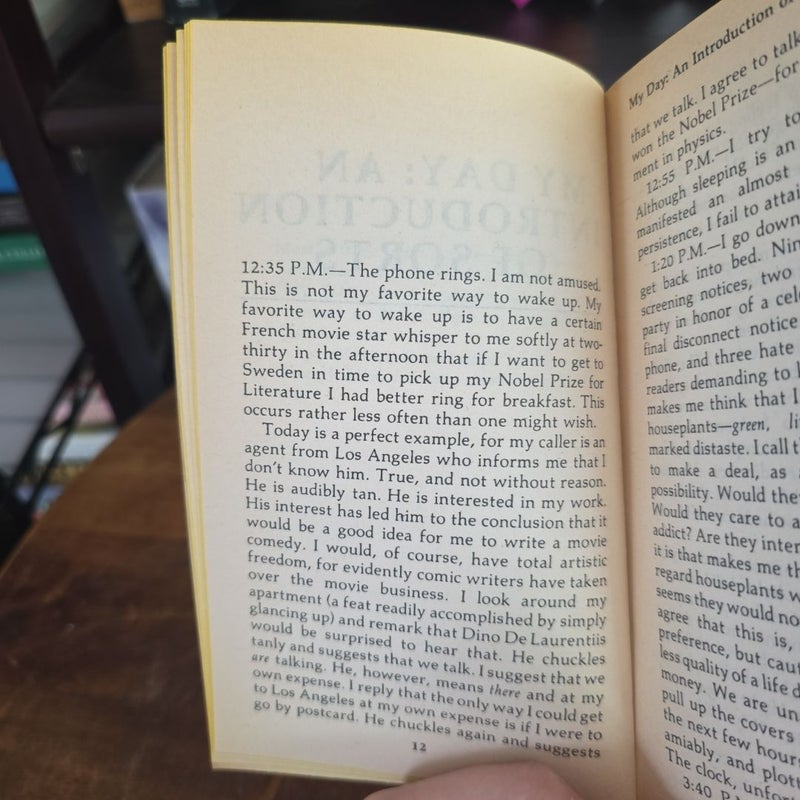 12:35 P.M.—The phone rings. I am not amused.
This is not my favorite way to wake up. My
favorite way to wake up is to have a certain
French movie star whisper to me softly at two-
thirty in the afternoon that if I want to get to
Sweden in time to pick up my Nobel Prize for
Literature I had better ring for breakfast. This
occurs rather less often than one might wish.
Today is a perfect example, for my caller is an
agent from Los Angeles who informs me that I
don't know him. True, and not without reason.
He is audibly tan. He is interested in my work.
His interest has led him to the conclusion that it
would be a good idea for me to write a movie
comedy. I would, of course, have total artistic
freedom, for evidently comic writers have taken
over the movie business. I look around my
apartment (a feat readily accomplished by simply
glancing up) and remark that Dino De Laurentiis
would be surprised to hear that. He chuckles
tanly and suggests that we talk. I suggest that we
are talking. He, however, means there and at my
own expense. I reply that the only way I could get
to Los Angeles at my own expense is if I were to
go by postcard. He chuckles again and suggests
12
My Day: An Introduction of
that we talk. I agree to talk
won the Nobel Prize—for
ment in physics.
12:55 P.M.—I try to
Although sleeping is an
manifested an almost
persistence, I fail to attai
1:20 P.M.—I go down
get back into bed. Nin
screening notices, two
party in honor of a cele
final disconnect notice
phone, and three hate
readers demanding to
makes me think that I
houseplants—green, li
marked distaste. I call t
to make a deal, as
possibility. Would they
Would they care to a
addict? Are they inter
it is that makes me th
regard houseplants w
seems they would no
agree that this is,
preference, but caut
less quality of a life d
money. We are un
pull up the covers
the next few hours
amiably, and plott
The clock, unfort
3:40 P